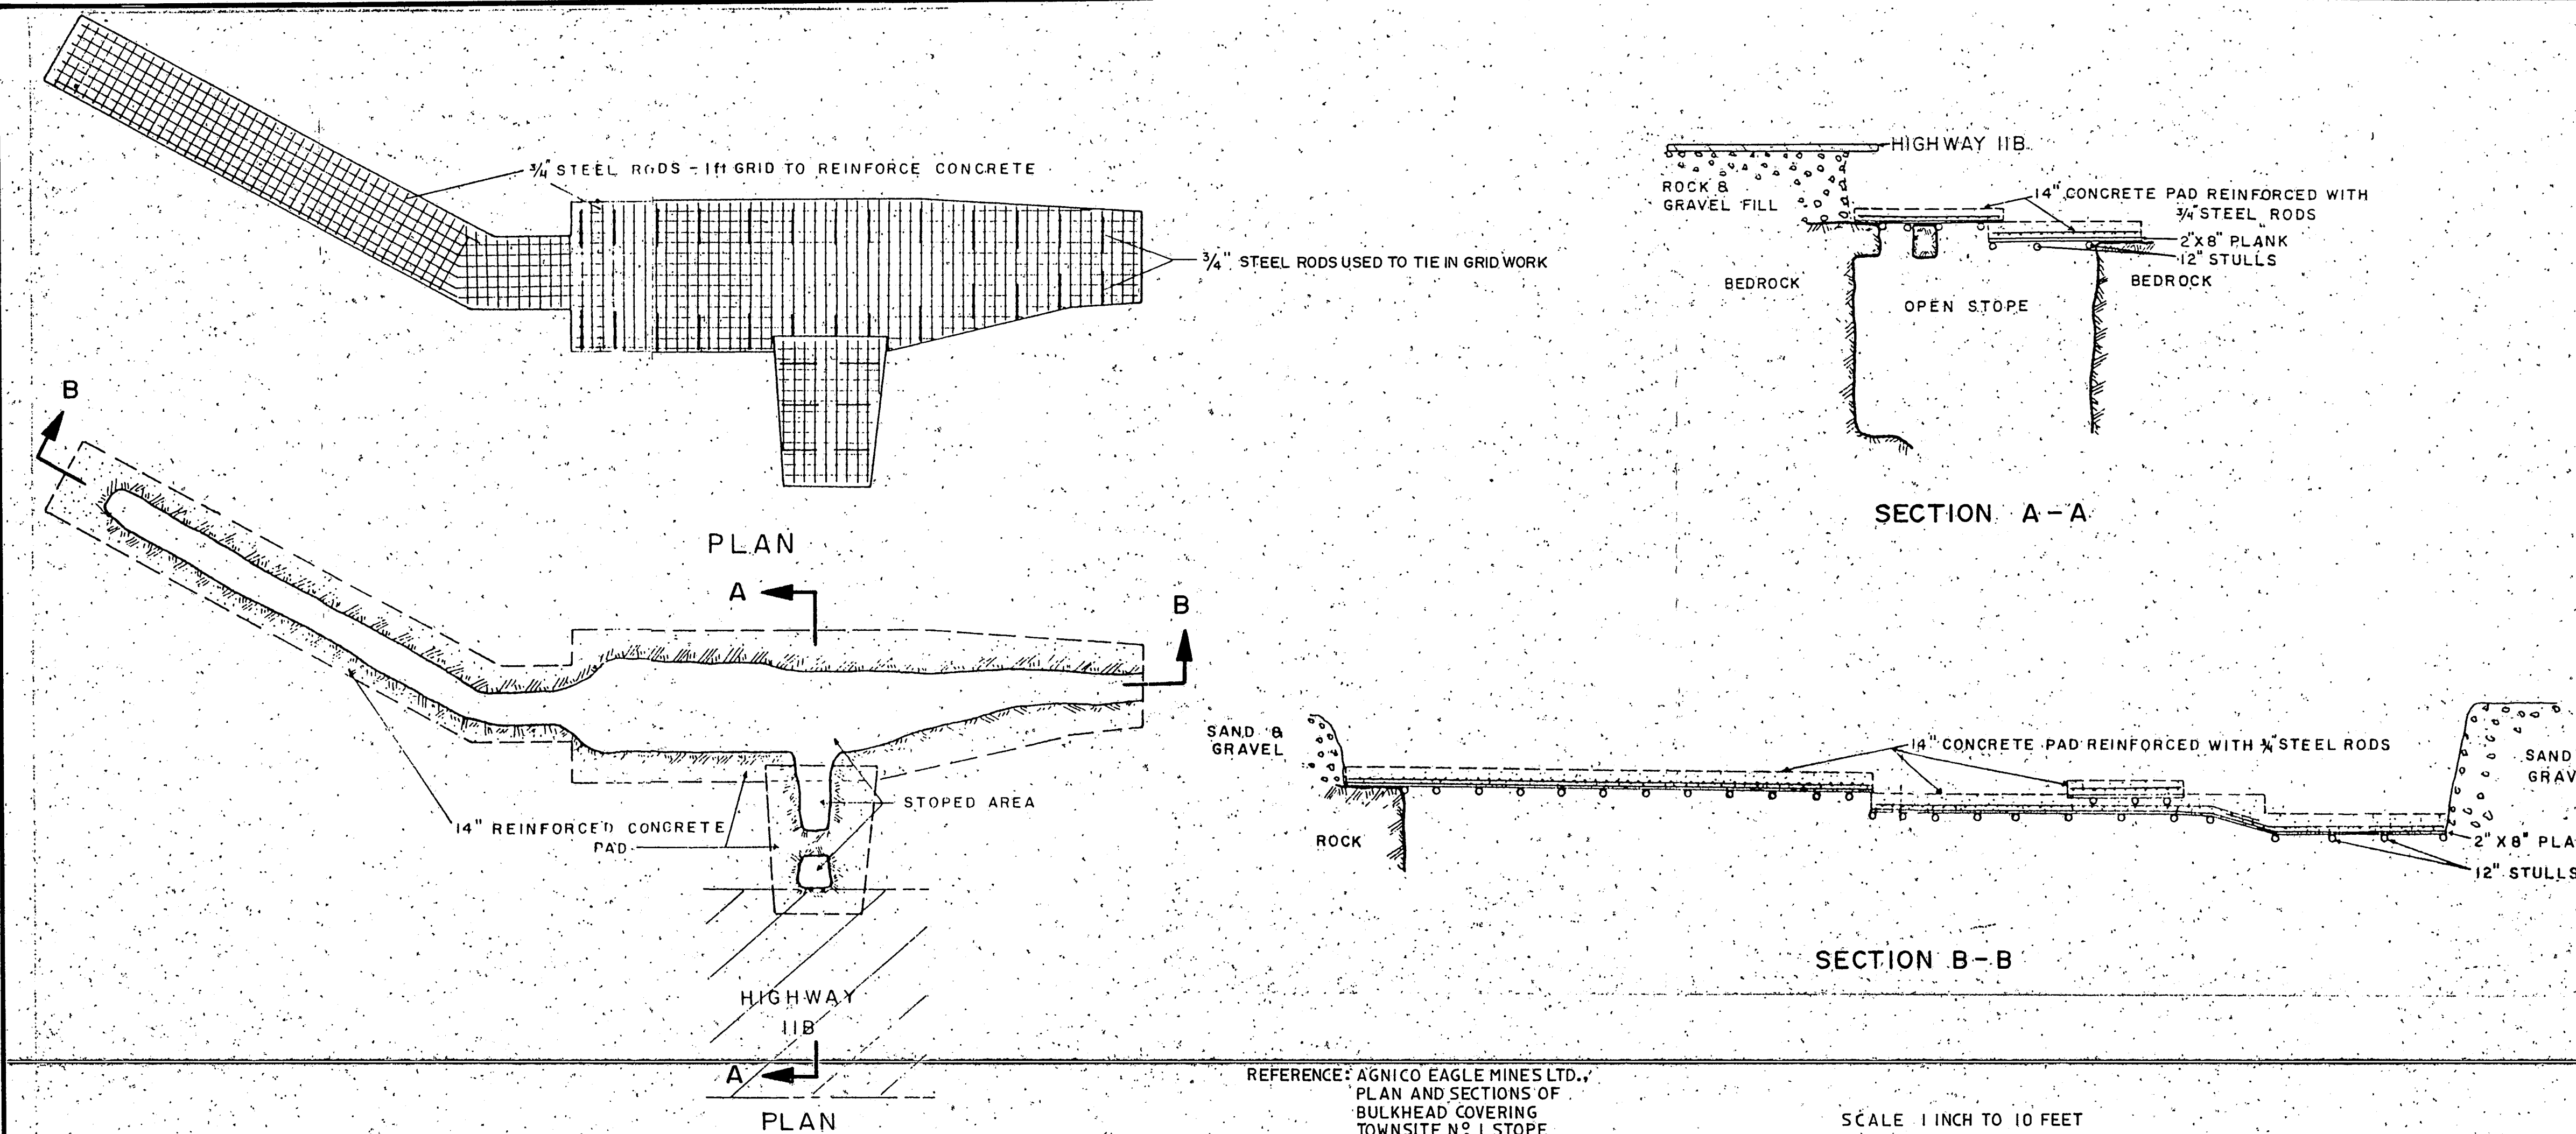 3/4" STEEL RODS - 1ft GRID TO REINFORCE CONCRETE
3/4" STEEL RODS USED TO TIE IN GRID WORK
PLAN
HIGHWAY 11B
ROCK &
GRAVEL FILL
14" CONCRETE PAD REINFORCED WITH
3/4" STEEL RODS
2"X8" PLANK
12" STULLS
BEDROCK
BEDROCK
OPEN STOPE
SECTION A-A
B
A
B
STOPED AREA
14" REINFORCED CONCRETE
PAD
HIGHWAY
11B
A
PLAN
SAND &
GRAVEL
14" CONCRETE PAD REINFORCED WITH 3/4" STEEL RODS
SAND
GRAV
ROCK
2" X 8" PLA
12" STULLS
SECTION B-B
REFERENCE: AGNICO EAGLE MINES LTD.,
PLAN AND SECTIONS OF
BULKHEAD COVERING
TOWNSITE Nº 1 STOPE
SCALE 1 INCH TO 10 FEET